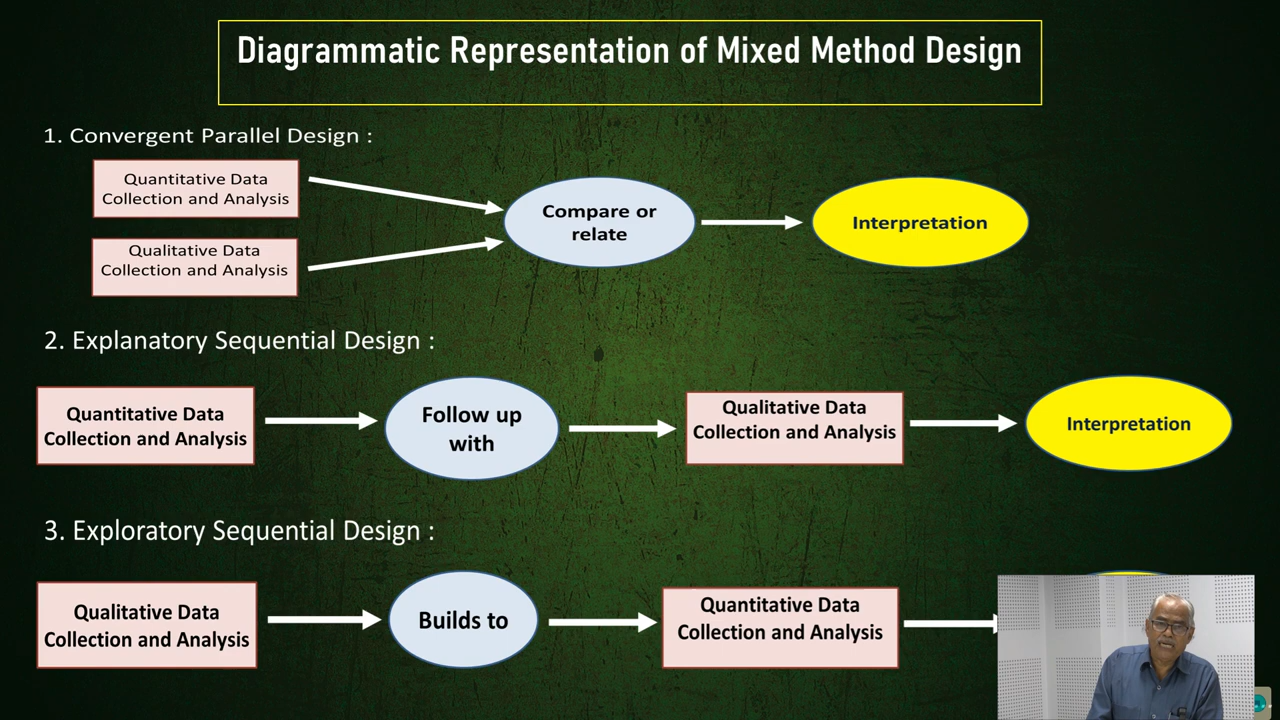 Diagrammatic Representation of Mixed Method Design
1. Convergent Parallel Design :
Quantitative Data
Collection and Analysis
Qualitative Data
Collection and Analysis
Compare or
relate
Interpretation
2. Explanatory Sequential Design :
Quantitative Data
Collection and Analysis
Follow up
with
Qualitative Data
Collection and Analysis
Interpretation
3. Exploratory Sequential Design :
Qualitative Data
Collection and Analysis
Builds to
Quantitative Data
Collection and Analysis